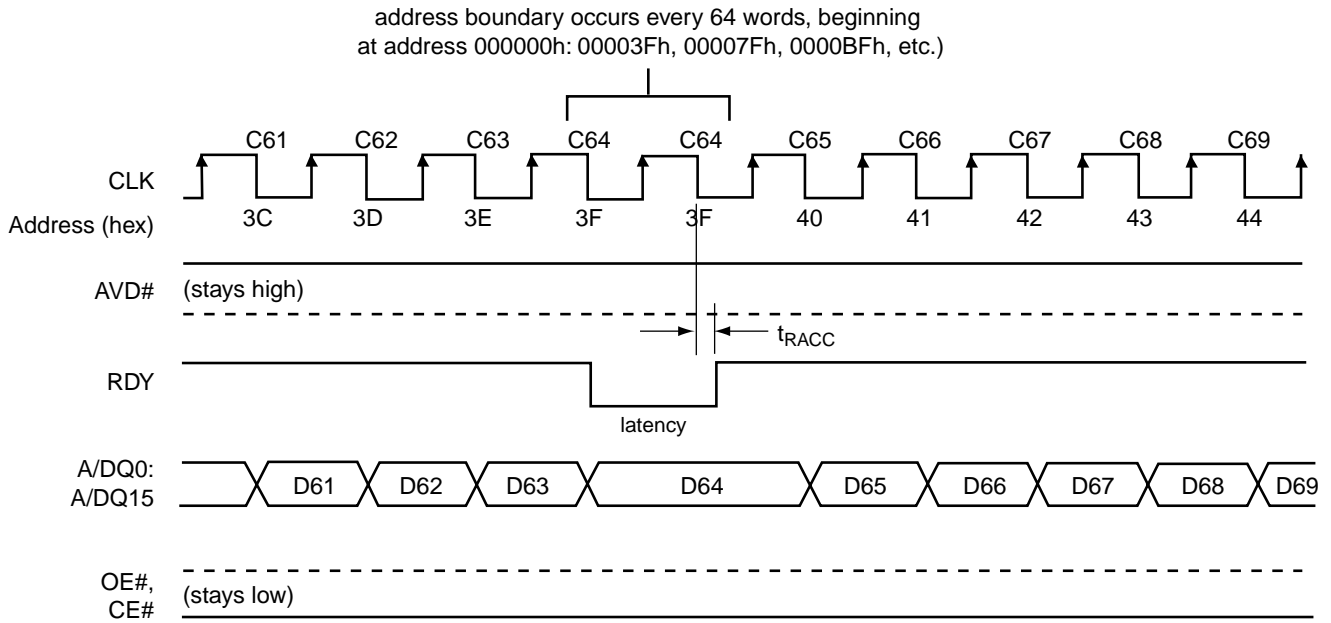 address boundary occurs every 64 words, beginning
at address 000000h: 00003Fh, 00007Fh, 0000BFh, etc.)
C61 C62 C63 C64 C64 C65 C66 C67 C68 C69
CLK
Address (hex) 3C 3D 3E 3F 3F 40 41 42 43 44
AVD# (stays high)
tRACC
RDY
latency
A/DQ0:
A/DQ15
D61 D62 D63 D64 D65 D66 D67 D68 D69
OE#,
CE#
(stays low)